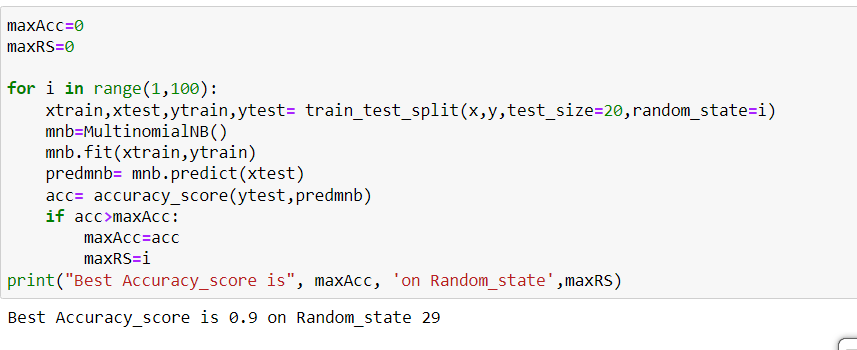 maxAcc=0
maxRS=0
for i in range(1,100):
    xtrain,xtest,ytrain,ytest= train_test_split(x,y,test_size=20,random_state=i)
    mnb=MultinomialNB()
    mnb.fit(xtrain,ytrain)
    predmnb= mnb.predict(xtest)
    acc= accuracy_score(ytest,predmnb)
    if acc>maxAcc:
        maxAcc=acc
        maxRS=i
print("Best Accuracy_score is", maxAcc, 'on Random_state',maxRS)
Best Accuracy_score is 0.9 on Random_state 29